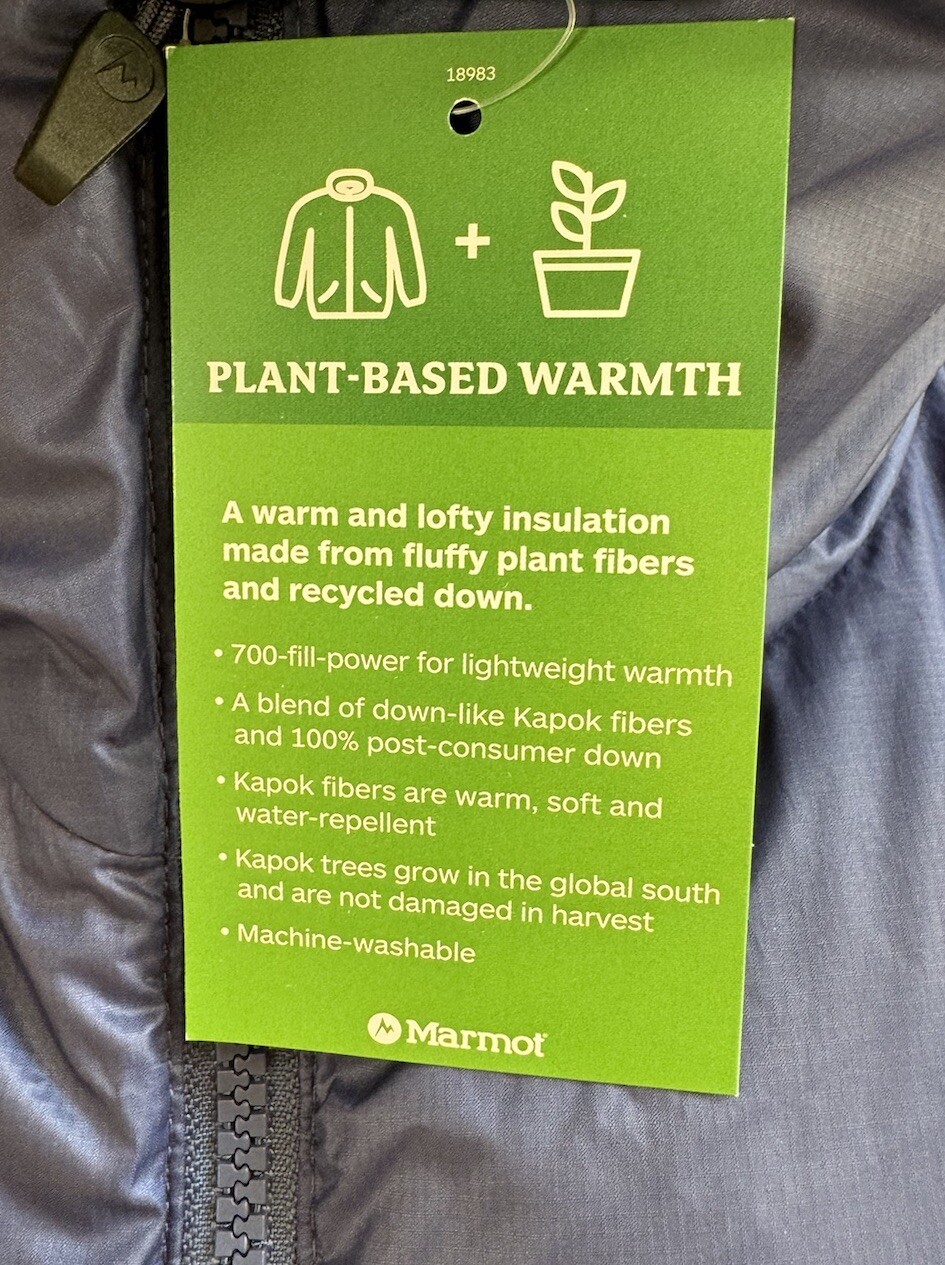 18983
+
PLANT-BASED WARMTH
A warm and lofty insulation
made from fluffy plant fibers
and recycled down.
• 700-fill-power for lightweight warmth
• A blend of down-like Kapok fibers
and 100% post-consumer down
• Kapok fibers are warm, soft and
water-repellent
• Kapok trees grow in the global south
and are not damaged in harvest
• Machine-washable
Marmot